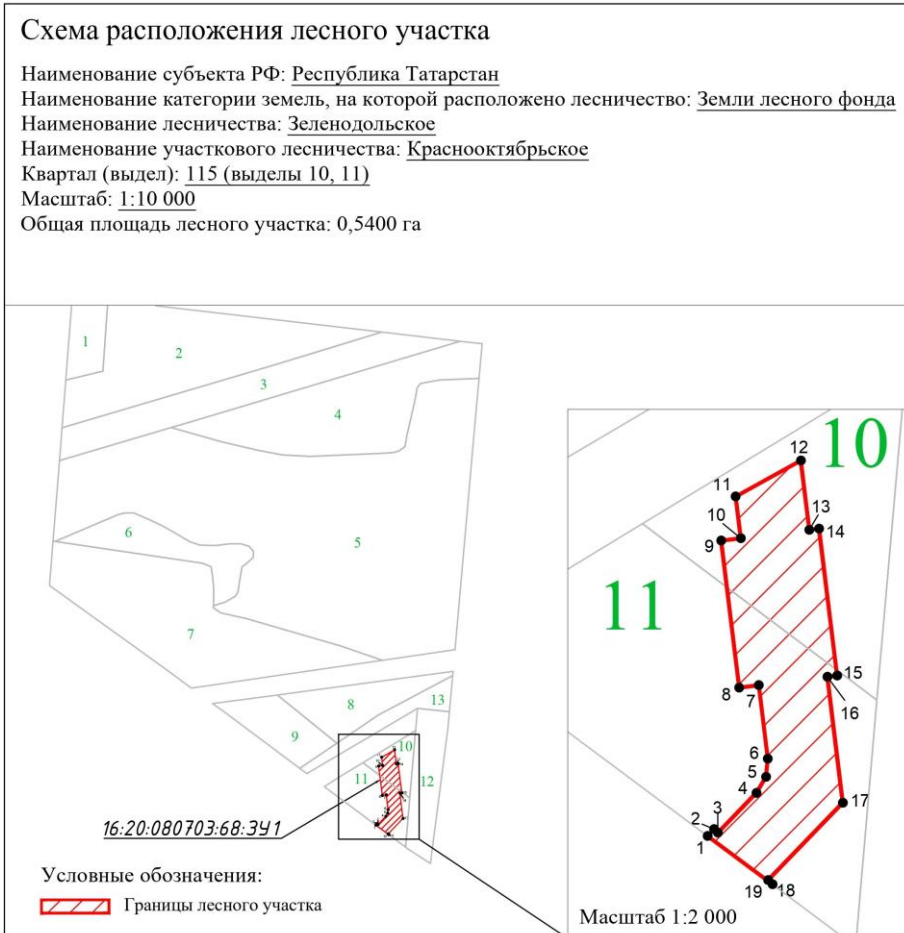 Схема расположения лесного участка
Наименование субъекта РФ: Республика Татарстан
Наименование категории земель, на которой расположено лесничество: Земли лесного фонда
Наименование лесничества: Зеленодольское
Наименование участкового лесничества: Краснооктябрьское
Квартал (выдел): 115 (выделы 10, 11)
Масштаб: 1:10 000
Общая площадь лесного участка: 0,5400 га
1
2
3
4
5
6
7
8
9
13
10
11
12
16:20:080703:68:ЗУ1
Условные обозначения:
Границы лесного участка
10
11
12
11
10
13
14
9
8
7
15
16
6
5
4
17
3
2
1
19
18
Масштаб 1:2 000